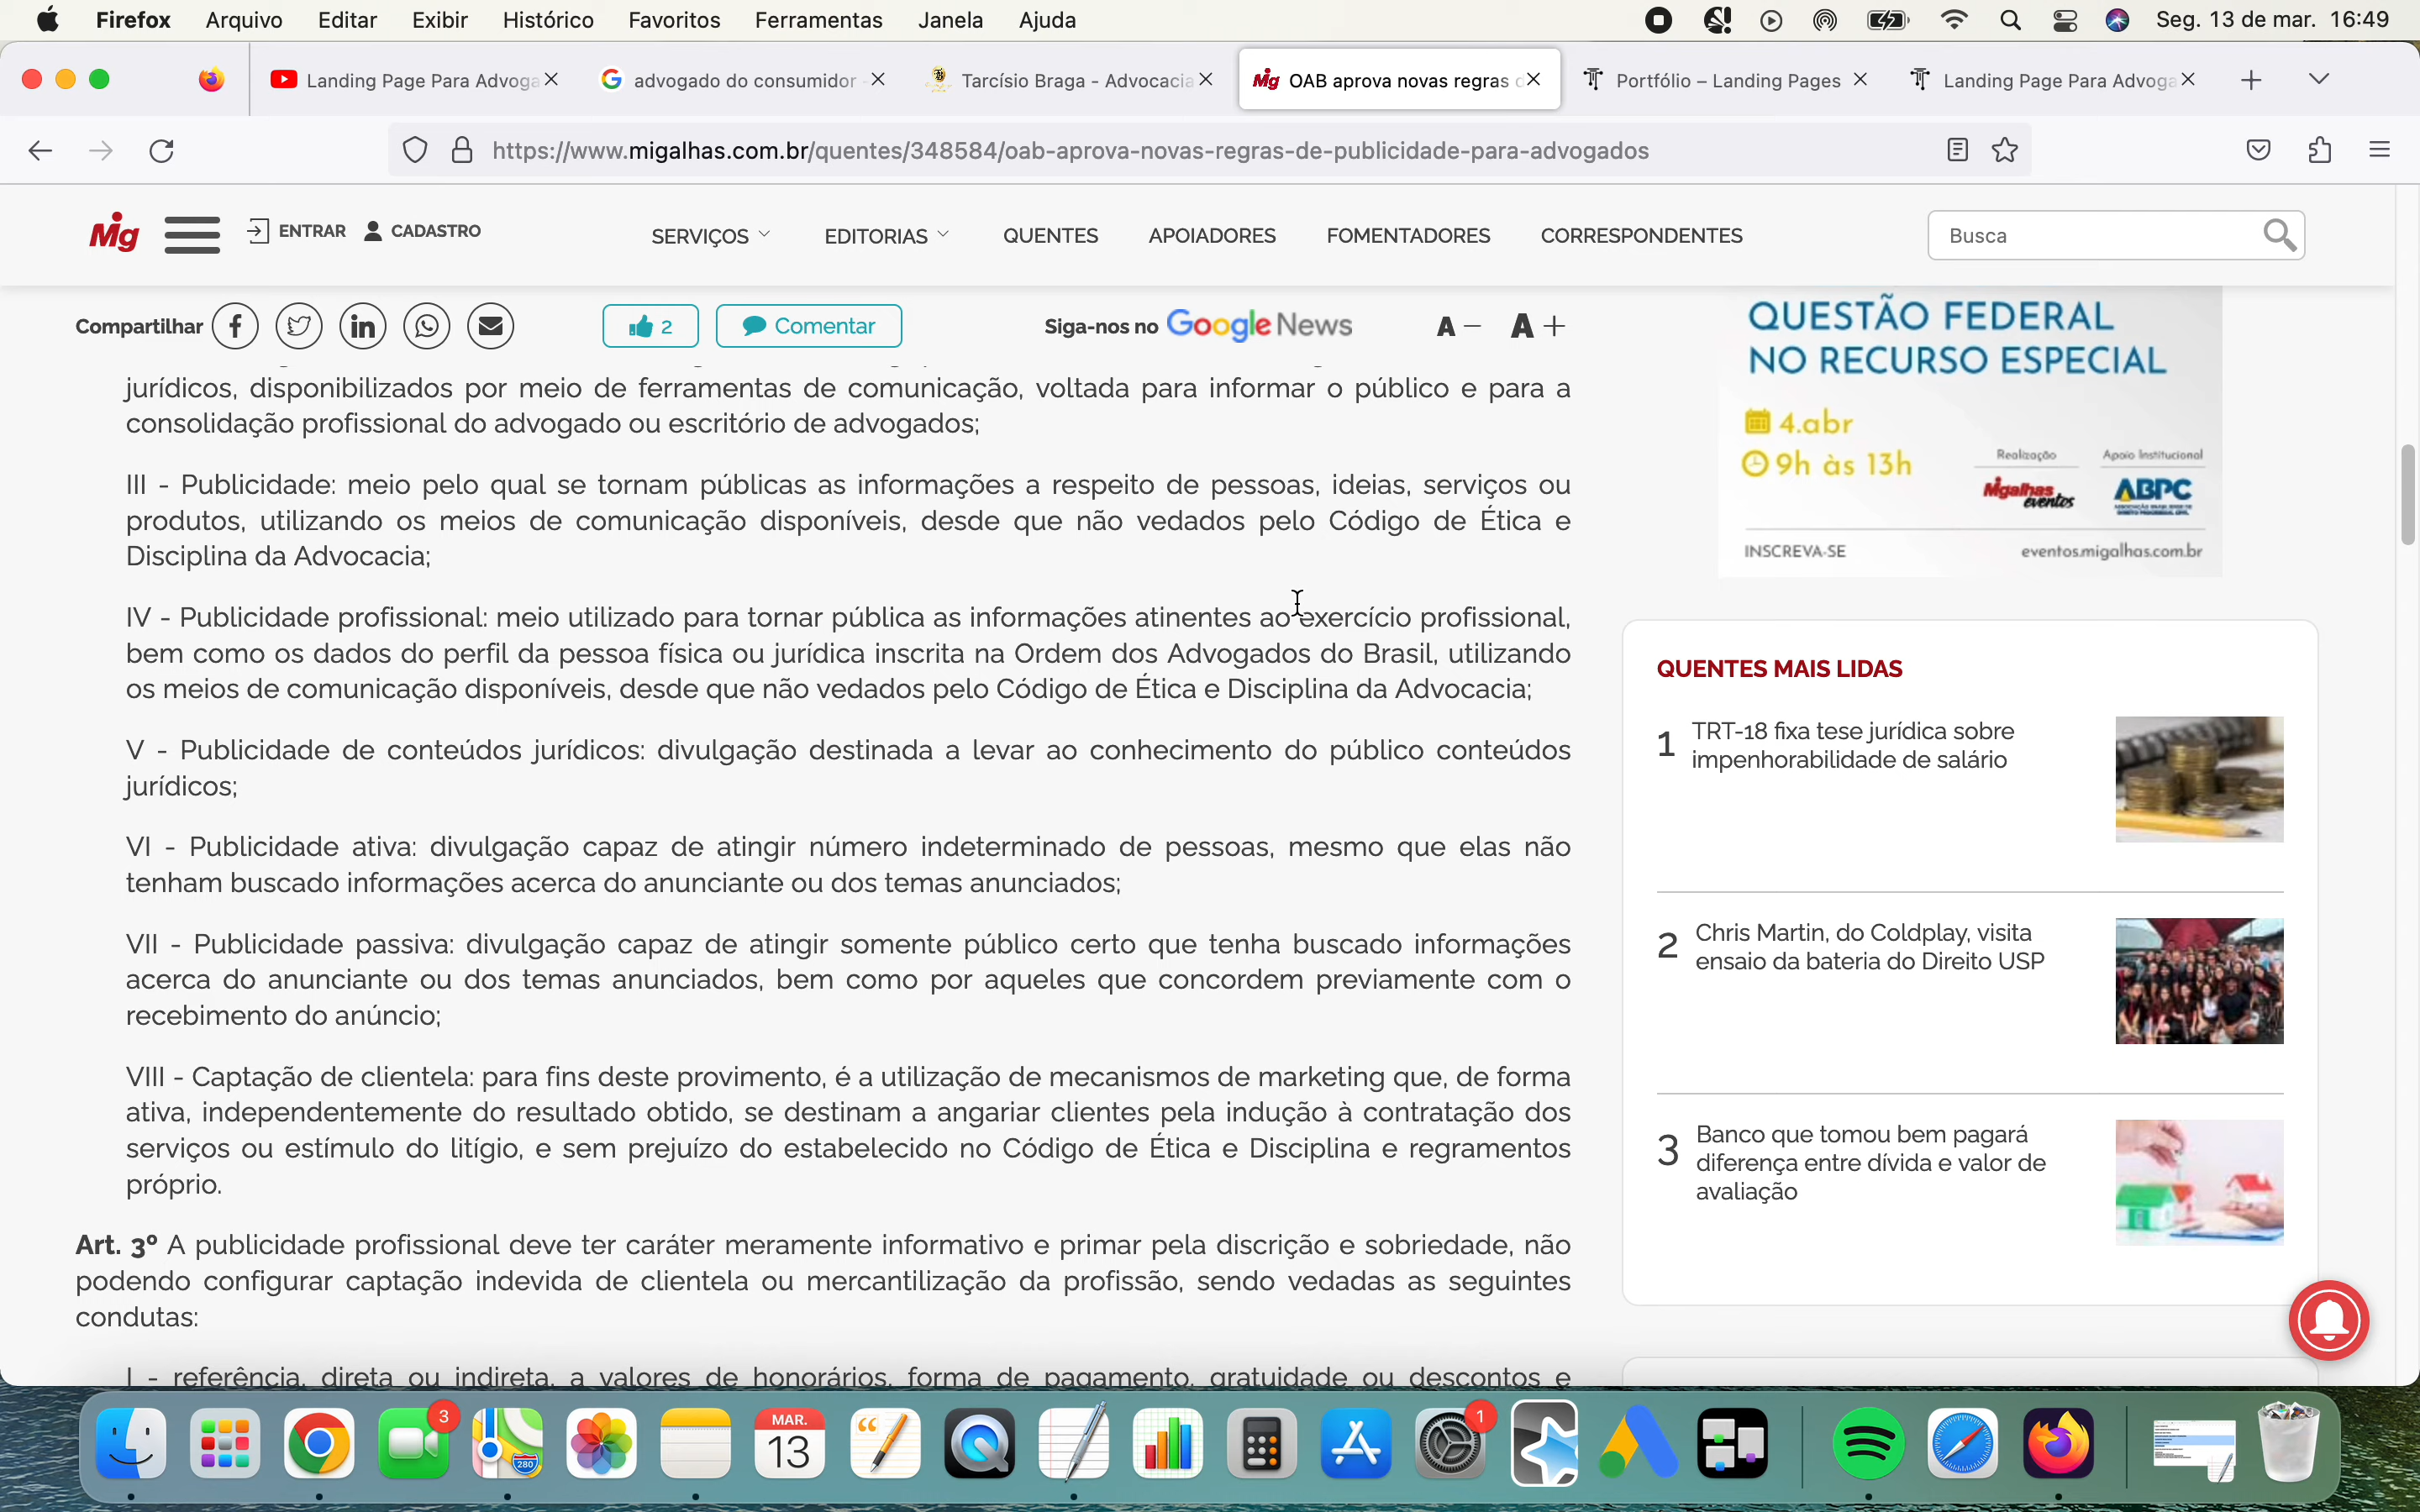 Firefox Arquivo Editar Exibir Histórico Favoritos Ferramentas Janela Ajuda Seg. 13 de mar. 16:49
Landing Page Para Advoga
advogado do consumidor -
Tarcísio Braga - Advocacia
OAB aprova novas regras d
Portfólio – Landing Pages
Landing Page Para Advoga
https://www.migalhas.com.br/quentes/348584/oab-aprova-novas-regras-de-publicidade-para-advogados
Mig ENTRAR CADASTRO SERVIÇOS EDITORIAS QUENTES APOIADORES FOMENTADORES CORRESPONDENTES Busca
Compartilhar 2 Comentar Siga-nos no Google News A− A+
jurídicos, disponibilizados por meio de ferramentas de comunicação, voltada para informar o público e para a
consolidação profissional do advogado ou escritório de advogados;
III - Publicidade: meio pelo qual se tornam públicas as informações a respeito de pessoas, ideias, serviços ou
produtos, utilizando os meios de comunicação disponíveis, desde que não vedados pelo Código de Ética e
Disciplina da Advocacia;
IV - Publicidade profissional: meio utilizado para tornar pública as informações atinentes ao exercício profissional,
bem como os dados do perfil da pessoa física ou jurídica inscrita na Ordem dos Advogados do Brasil, utilizando
os meios de comunicação disponíveis, desde que não vedados pelo Código de Ética e Disciplina da Advocacia;
V - Publicidade de conteúdos jurídicos: divulgação destinada a levar ao conhecimento do público conteúdos
jurídicos;
VI - Publicidade ativa: divulgação capaz de atingir número indeterminado de pessoas, mesmo que elas não
tenham buscado informações acerca do anunciante ou dos temas anunciados;
VII - Publicidade passiva: divulgação capaz de atingir somente público certo que tenha buscado informações
acerca do anunciante ou dos temas anunciados, bem como por aqueles que concordem previamente com o
recebimento do anúncio;
VIII - Captação de clientela: para fins deste provimento, é a utilização de mecanismos de marketing que, de forma
ativa, independentemente do resultado obtido, se destinam a angariar clientes pela indução à contratação dos
serviços ou estímulo do litígio, e sem prejuízo do estabelecido no Código de Ética e Disciplina e regramentos
próprio.
Art. 3º A publicidade profissional deve ter caráter meramente informativo e primar pela discrição e sobriedade, não
podendo configurar captação indevida de clientela ou mercantilização da profissão, sendo vedadas as seguintes
condutas:
I - referência, direta ou indireta, a valores de honorários, forma de pagamento, gratuidade ou descontos e
QUESTÃO FEDERAL
NO RECURSO ESPECIAL
4.abr
9h às 13h
Realização Apoio Institucional
Migalhas eventos ABPC
INSCREVA-SE eventos.migalhas.com.br
QUENTES MAIS LIDAS
1 TRT-18 fixa tese jurídica sobre
impenhorabilidade de salário
2 Chris Martin, do Coldplay, visita
ensaio da bateria do Direito USP
3 Banco que tomou bem pagará
diferença entre dívida e valor de
avaliação
3
280
MAR.
13
1